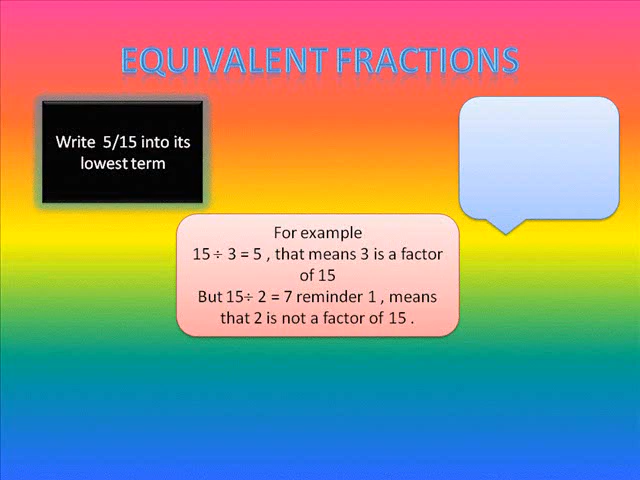 EQUIVALENT FRACTIONS
Write 5/15 into its
lowest term
For example
15 ÷ 3 = 5 , that means 3 is a factor
of 15
But 15÷ 2 = 7 reminder 1 , means
that 2 is not a factor of 15 .